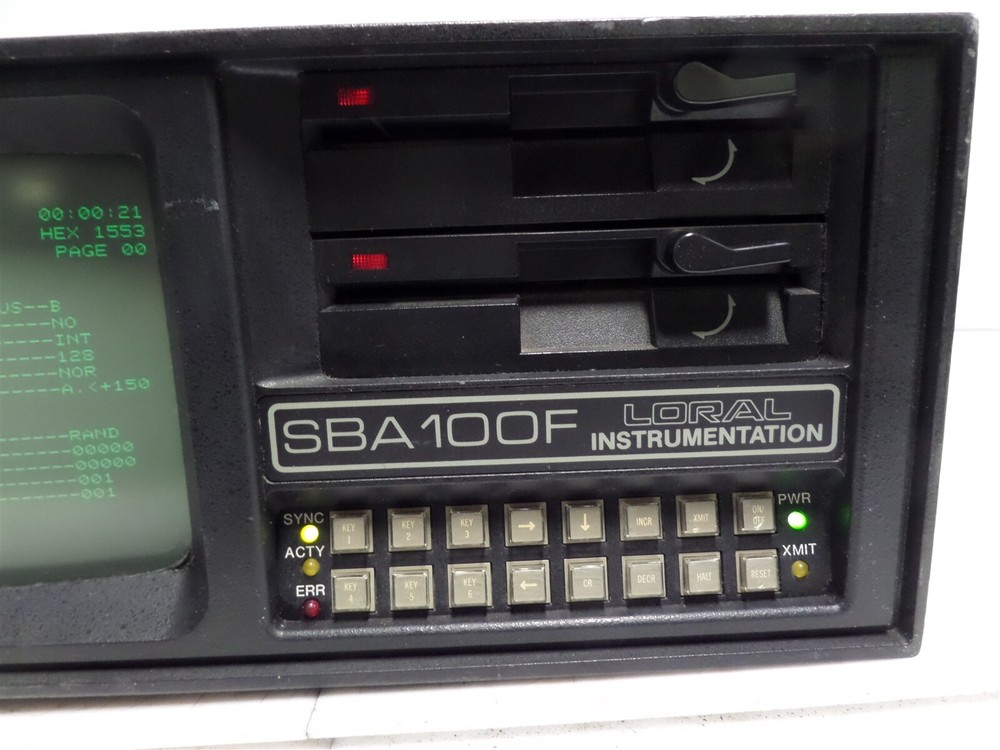 00:00:21
HEX 1553
PAGE 00
US--B
-----NO
-----INT
-----128
-----NOR
-----A,<+150
------RAND
------00000
------00000
------001
------001
SBA100F
LORAL
INSTRUMENTATION
SYNC
ACTY
ERR
KEY 1
KEY 2
KEY 3
→
↓
INCR
XMIT
ON/OFF
PWR
KEY 4
KEY 5
KEY 6
←
CR
DECR
HALT
RESET
XMIT